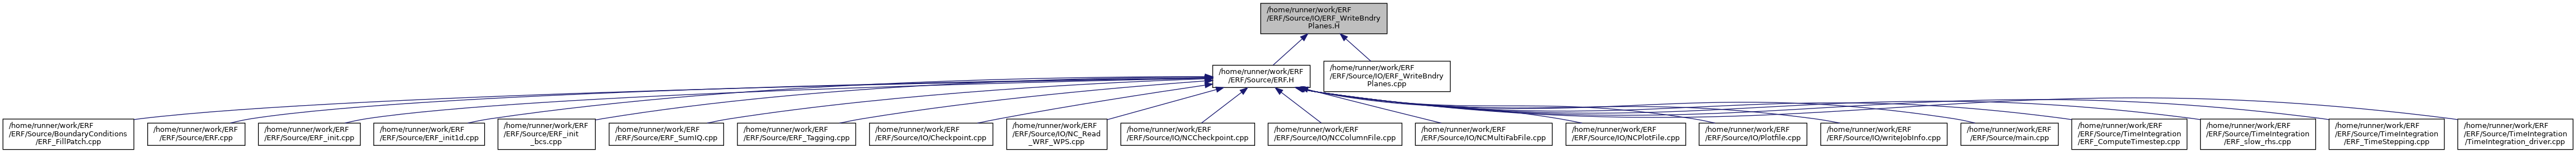 /home/runner/work/ERF
/ERF/Source/IO/ERF_WriteBndry
Planes.H
/home/runner/work/ERF
/ERF/Source/ERF.H
/home/runner/work/ERF
/ERF/Source/IO/ERF_WriteBndry
Planes.cpp
/home/runner/work/ERF
/ERF/Source/BoundaryConditions
/ERF_FillPatch.cpp
/home/runner/work/ERF
/ERF/Source/ERF.cpp
/home/runner/work/ERF
/ERF/Source/ERF_init.cpp
/home/runner/work/ERF
/ERF/Source/ERF_init1d.cpp
/home/runner/work/ERF
/ERF/Source/ERF_init
_bcs.cpp
/home/runner/work/ERF
/ERF/Source/ERF_SumIQ.cpp
/home/runner/work/ERF
/ERF/Source/ERF_Tagging.cpp
/home/runner/work/ERF
/ERF/Source/IO/Checkpoint.cpp
/home/runner/work/ERF
/ERF/Source/IO/NC_Read
_WRF_WPS.cpp
/home/runner/work/ERF
/ERF/Source/IO/NCCheckpoint.cpp
/home/runner/work/ERF
/ERF/Source/IO/NCColumnFile.cpp
/home/runner/work/ERF
/ERF/Source/IO/NCMultiFabFile.cpp
/home/runner/work/ERF
/ERF/Source/IO/NCPlotFile.cpp
/home/runner/work/ERF
/ERF/Source/IO/Plotfile.cpp
/home/runner/work/ERF
/ERF/Source/IO/writeJobInfo.cpp
/home/runner/work/ERF
/ERF/Source/main.cpp
/home/runner/work/ERF
/ERF/Source/TimeIntegration
/ERF_ComputeTimestep.cpp
/home/runner/work/ERF
/ERF/Source/TimeIntegration
/ERF_slow_rhs.cpp
/home/runner/work/ERF
/ERF/Source/TimeIntegration
/ERF_TimeStepping.cpp
/home/runner/work/ERF
/ERF/Source/TimeIntegration
/TimeIntegration_driver.cpp